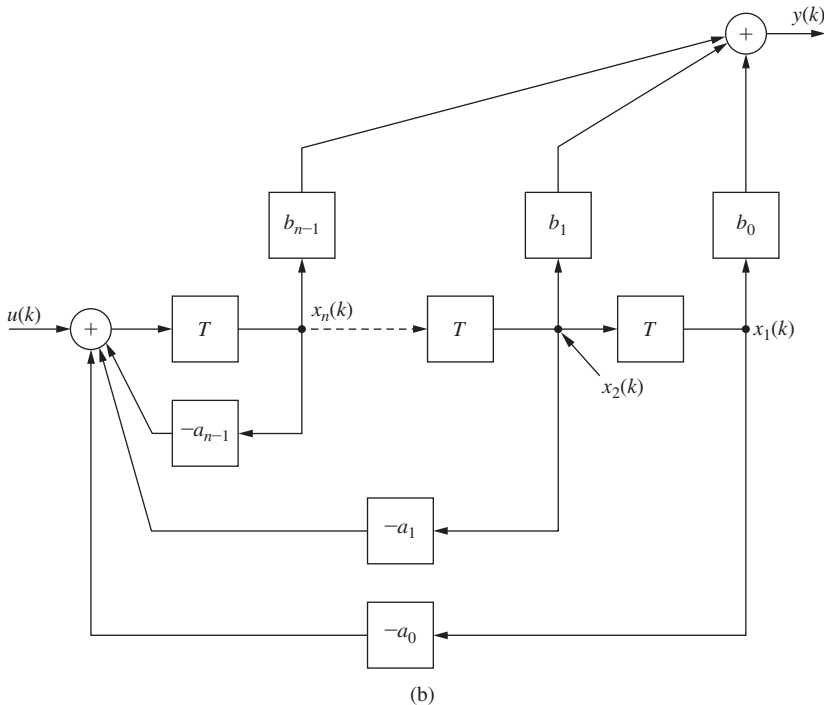 y(k)
+
b_{n−1}
b_1
b_0
u(k)
+
T
x_n(k)
T
T
x_1(k)
x_2(k)
−a_{n−1}
−a_1
−a_0
(b)